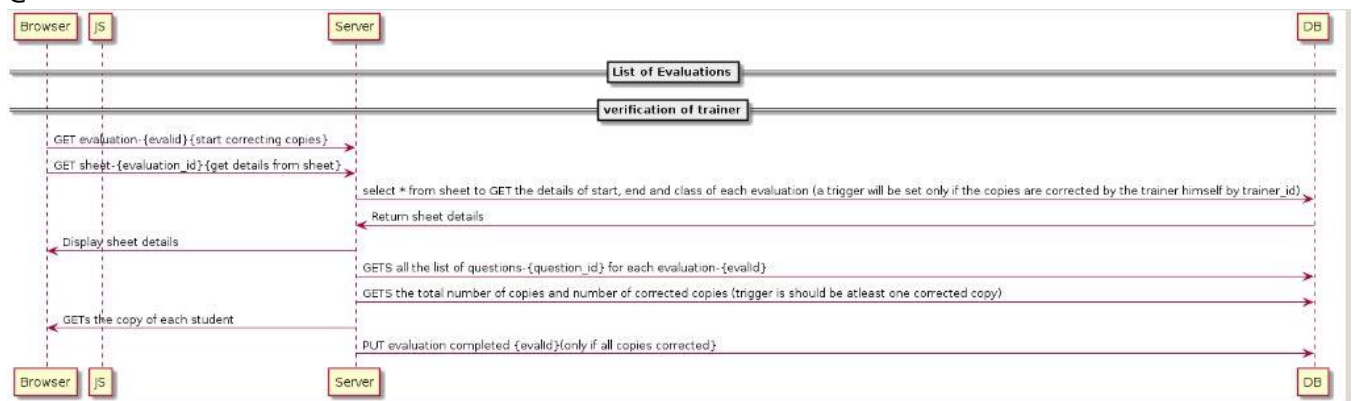 Browser JS Server DB
List of Evaluations
verification of trainer
GET evaluation-{evalid}{start correcting copies}
GET sheet-{evaluation_id}{get details from sheet}
select * from sheet to GET the details of start, end and class of each evaluation (a trigger will be set only if the copies are corrected by the trainer himself by trainer_id)
Return sheet details
Display sheet details
GETS all the list of questions-{question_id} for each evaluation-{evalid}
GETS the total number of copies and number of corrected copies (trigger is should be atleast one corrected copy)
GETs the copy of each student
PUT evaluation completed {evalId}(only if all copies corrected}
Browser JS Server DB